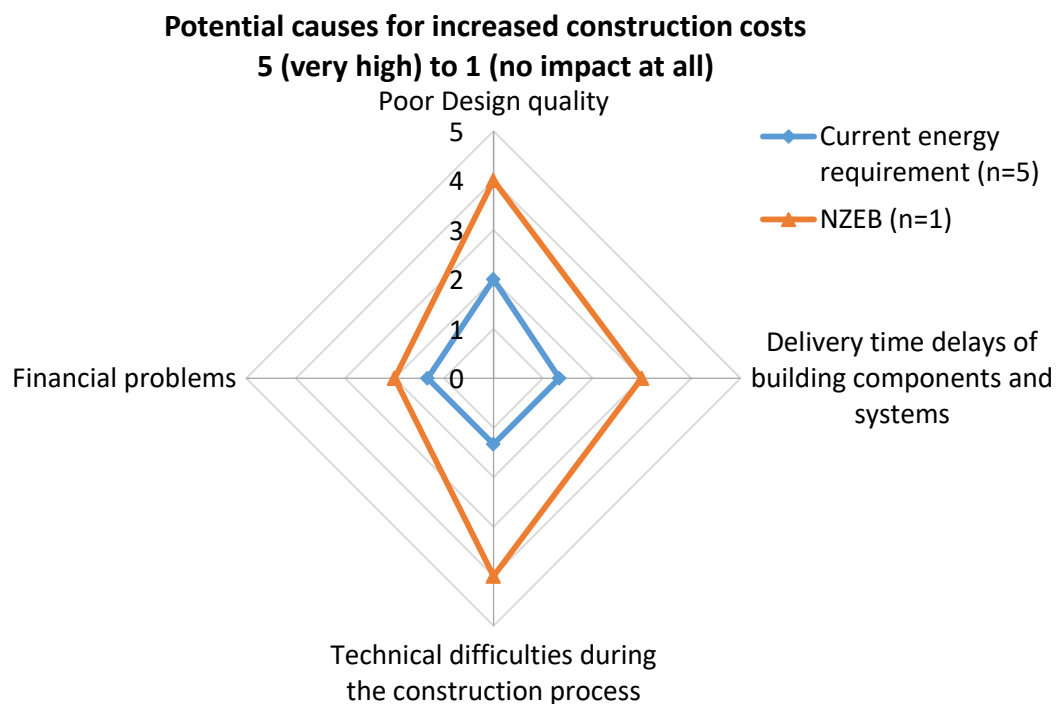 Potential causes for increased construction costs
5 (very high) to 1 (no impact at all)
Poor Design quality
5
4
3
2
1
0
Current energy
requirement (n=5)
NZEB (n=1)
Financial problems
Delivery time delays of
building components and
systems
Technical difficulties during
the construction process